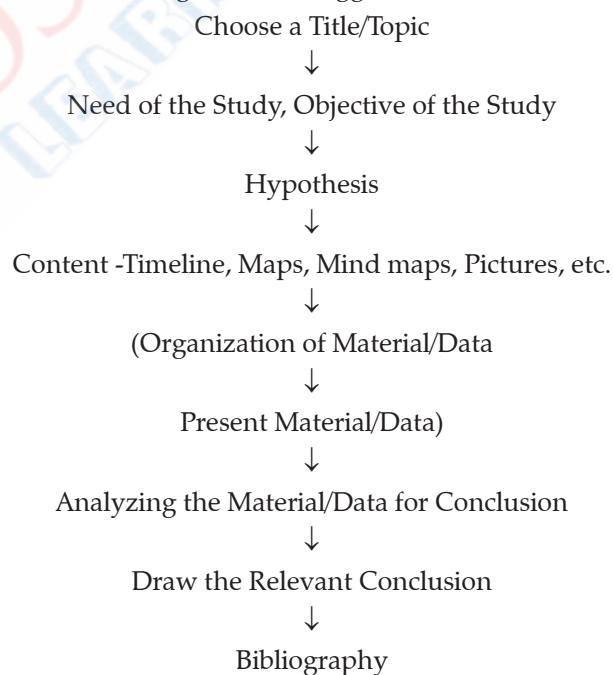 Choose a Title/Topic
↓
Need of the Study, Objective of the Study
↓
Hypothesis
↓
Content -Timeline, Maps, Mind maps, Pictures, etc.
↓
(Organization of Material/Data
↓
Present Material/Data)
↓
Analyzing the Material/Data for Conclusion
↓
Draw the Relevant Conclusion
↓
Bibliography